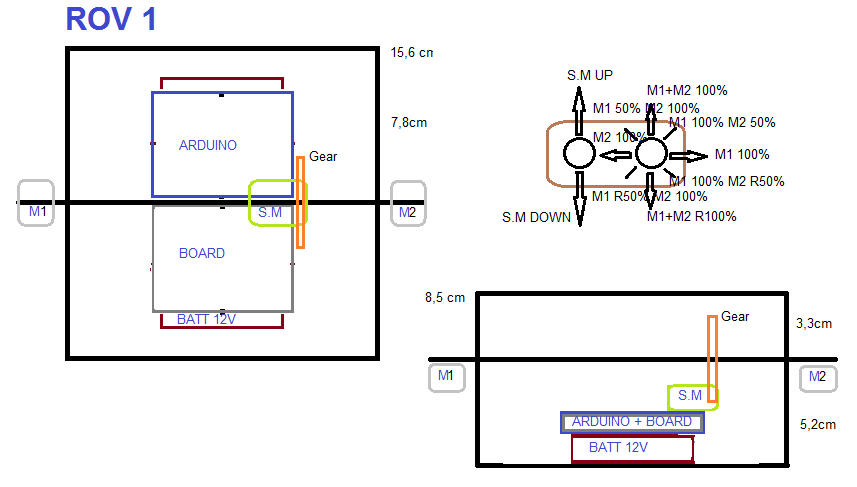 ROV 1
15,6 cm
7,8cm
ARDUINO
Gear
M1
S.M
M2
BOARD
BATT 12V
S.M UP
M1+M2 100%
M1 50% M2 100%
M1 100% M2 50%
M2 100%
M1 100%
M1 100% M2 R50%
M1 R50% M2 100%
S.M DOWN
M1+M2 R100%
8,5 cm
Gear
3,3cm
M1
M2
S.M
ARDUINO + BOARD
5,2cm
BATT 12V